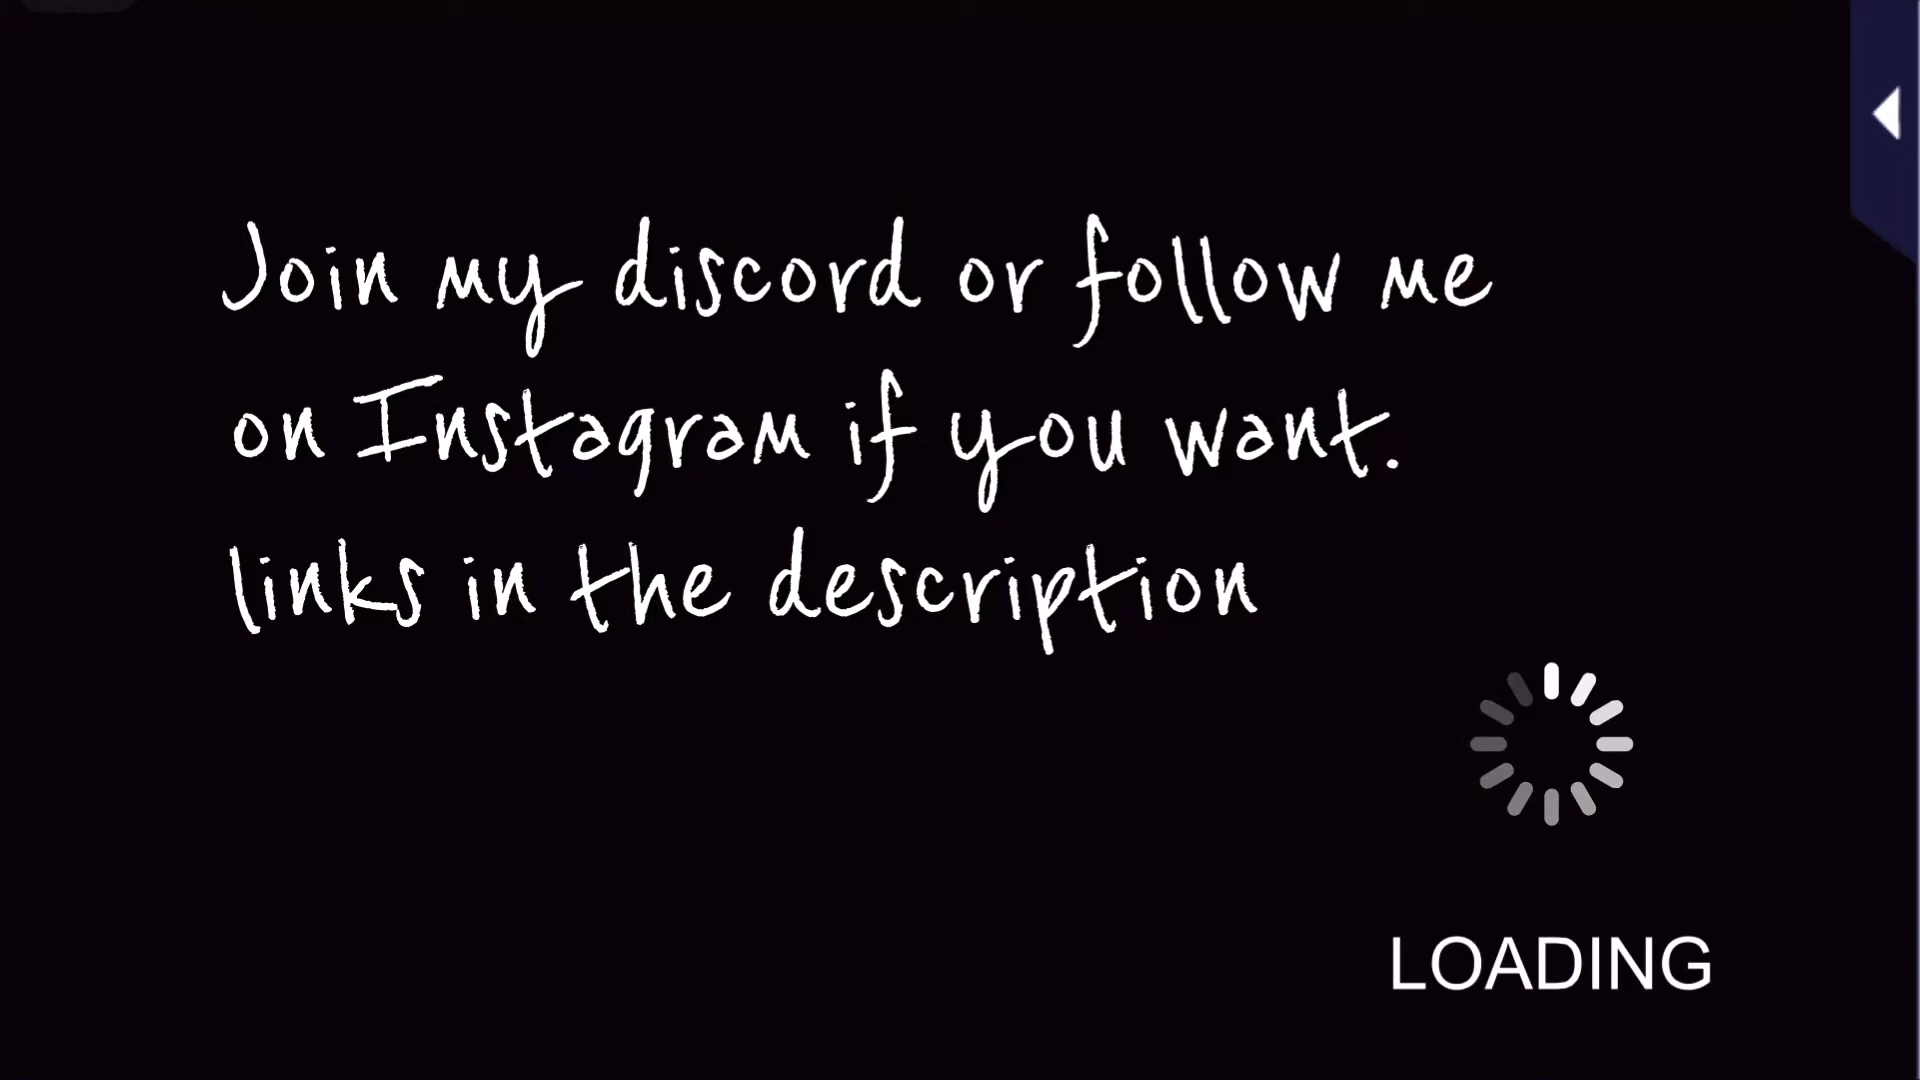 Join my discord or follow me
on Instagram if you want.
links in the description
LOADING